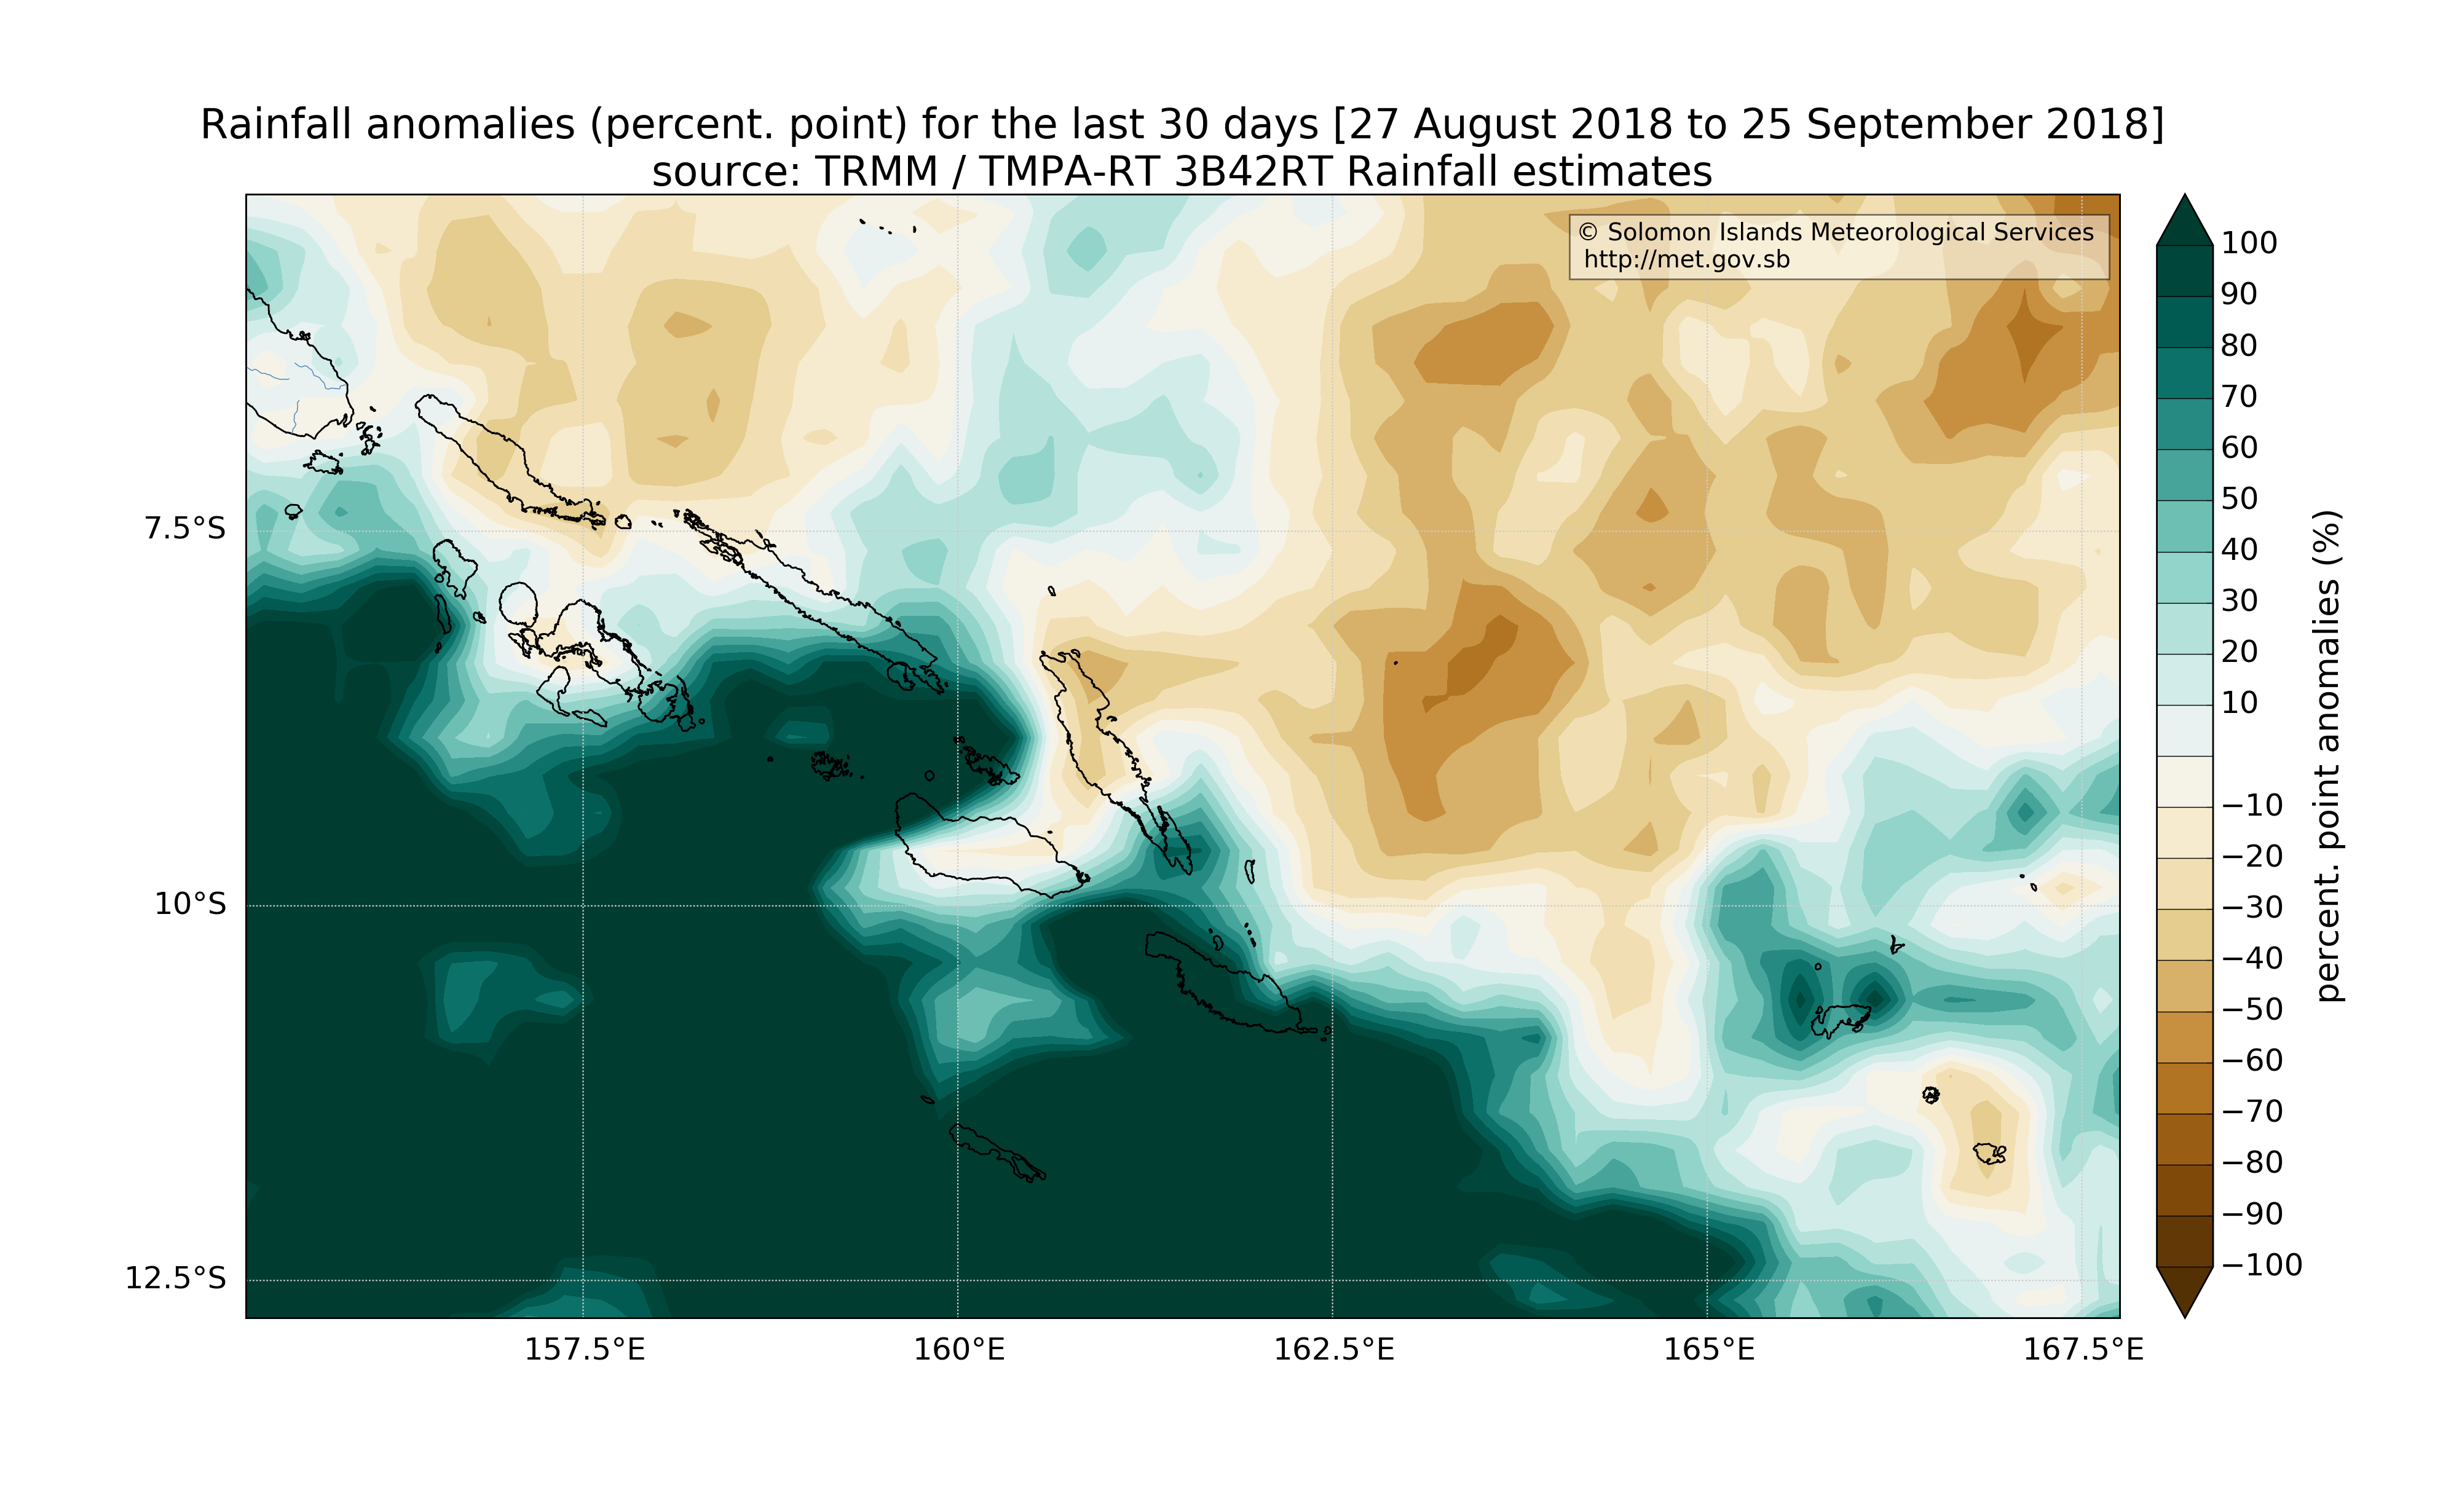 Rainfall anomalies (percent. point) for the last 30 days [27 August 2018 to 25 September 2018]
source: TRMM / TMPA-RT 3B42RT Rainfall estimates
© Solomon Islands Meteorological Services
http://met.gov.sb
7.5°S
10°S
12.5°S
157.5°E
160°E
162.5°E
165°E
167.5°E
100
90
80
70
60
50
40
30
20
10
−10
−20
−30
−40
−50
−60
−70
−80
−90
−100
percent. point anomalies (%)